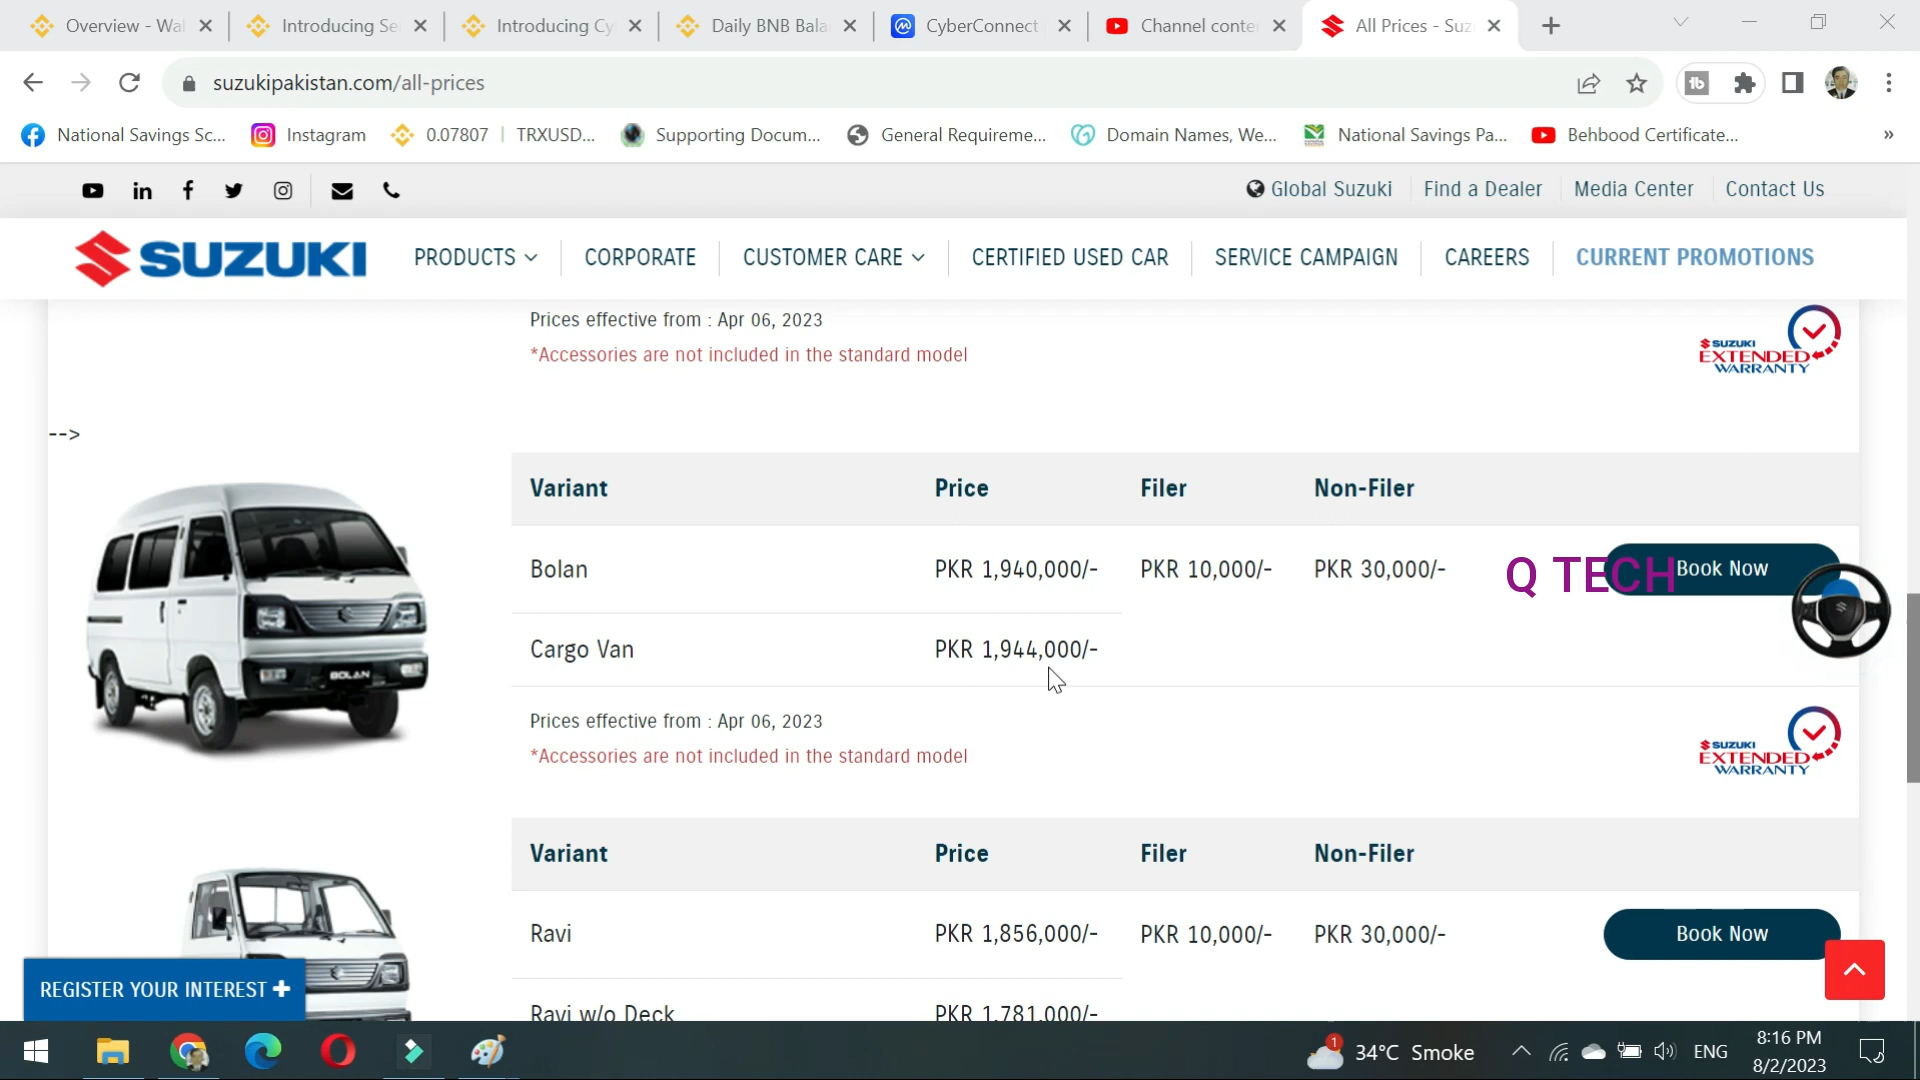 Overview - Wal
Introducing Se
Introducing Cy
Daily BNB Bala
CyberConnect
Channel conte
All Prices - Suz
suzukipakistan.com/all-prices
National Savings Sc...
Instagram
0.07807 | TRXUSD...
Supporting Docum...
General Requireme...
Domain Names, We...
National Savings Pa...
Behbood Certificate...
»
Global Suzuki
Find a Dealer
Media Center
Contact Us
SUZUKI
PRODUCTS
CORPORATE
CUSTOMER CARE
CERTIFIED USED CAR
SERVICE CAMPAIGN
CAREERS
CURRENT PROMOTIONS
Prices effective from : Apr 06, 2023
*Accessories are not included in the standard model
SUZUKI
EXTENDED
WARRANTY
-->
Variant Price Filer Non-Filer
Bolan PKR 1,940,000/- PKR 10,000/- PKR 30,000/-
Q TECH
Book Now
Cargo Van PKR 1,944,000/-
BOLAN
Prices effective from : Apr 06, 2023
*Accessories are not included in the standard model
SUZUKI
EXTENDED
WARRANTY
Variant Price Filer Non-Filer
Ravi PKR 1,856,000/- PKR 10,000/- PKR 30,000/- Book Now
REGISTER YOUR INTEREST +
Ravi w/o Deck PKR 1,781,000/-
1
34°C Smoke
ENG
8:16 PM
8/2/2023